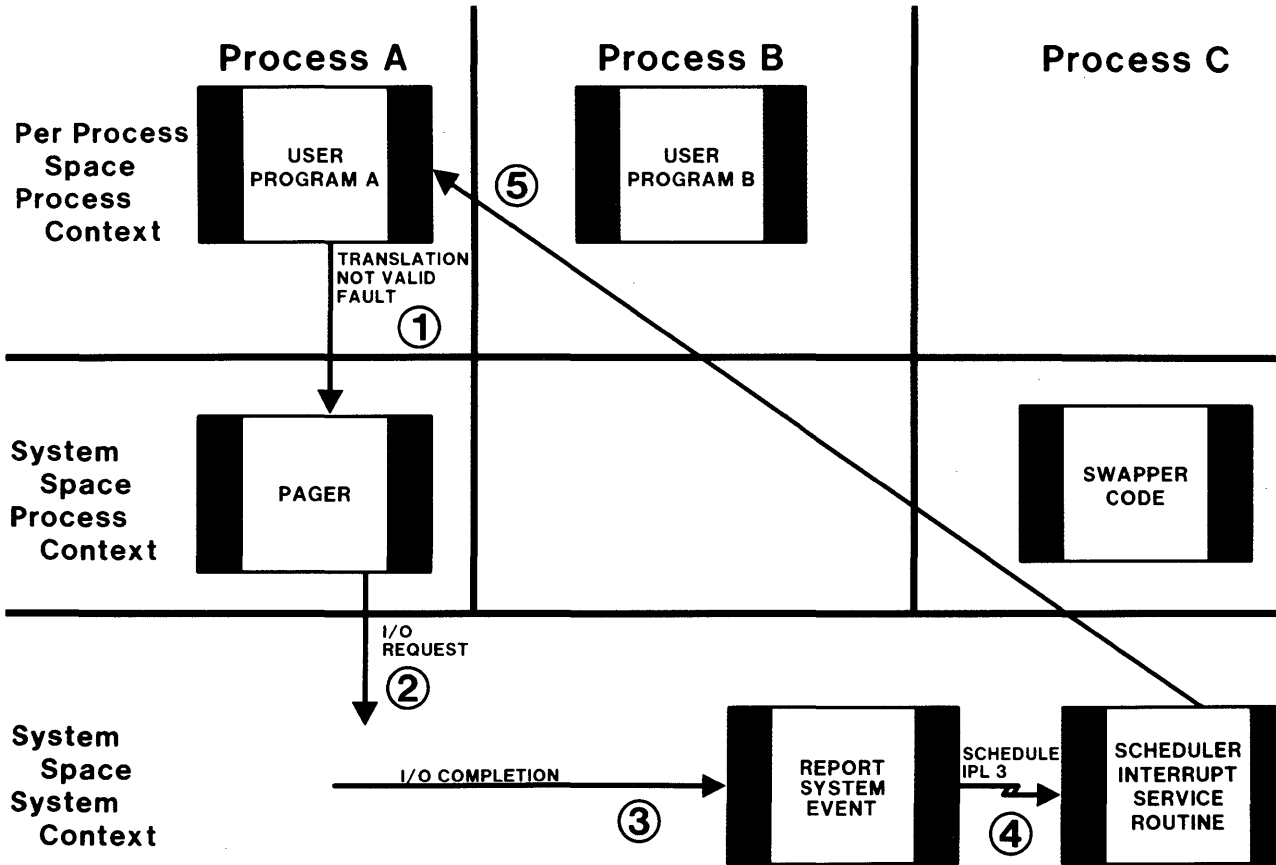 Process A
Process B
Process C
Per Process
Space
Process
Context
USER
PROGRAM A
USER
PROGRAM B
5
TRANSLATION
NOT VALID
FAULT
1
System
Space
Process
Context
PAGER
SWAPPER
CODE
I/O
REQUEST
2
System
Space
System
Context
I/O COMPLETION
3
REPORT
SYSTEM
EVENT
SCHEDULE
IPL 3
4
SCHEDULER
INTERRUPT
SERVICE
ROUTINE